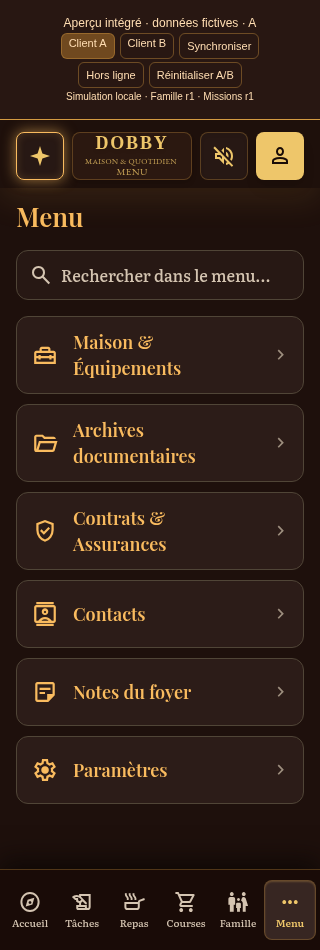 Aperçu intégré · données fictives · A
Client A
Client B
Synchroniser
Hors ligne
Réinitialiser A/B
Simulation locale · Famille r1 · Missions r1
DOBBY
MAISON & QUOTIDIEN
MENU
Menu
Rechercher dans le menu...
Maison &
Équipements
Archives
documentaires
Contrats &
Assurances
Contacts
Notes du foyer
Paramètres
Accueil
Tâches
Repas
Courses
Famille
Menu